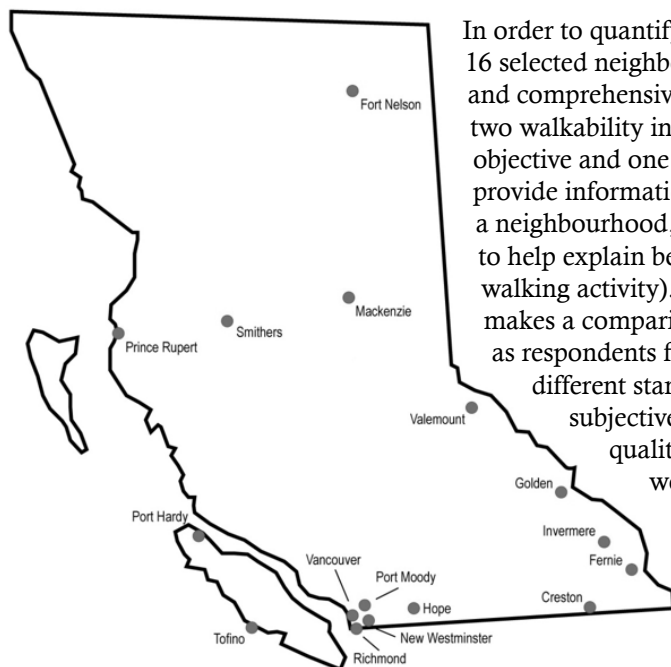 In order to quantify
16 selected neighb
and comprehensiv
two walkability in
objective and one
provide informati
a neighbourhood,
to help explain be
walking activity).
makes a compari
as respondents f
different stan
subjective
qualit
we
Fort Nelson
Mackenzie
Smithers
Prince Rupert
Valemount
Golden
Port Hardy
Invermere
Fernie
Vancouver
Port Moody
Creston
Hope
Tofino
New Westminster
Richmond